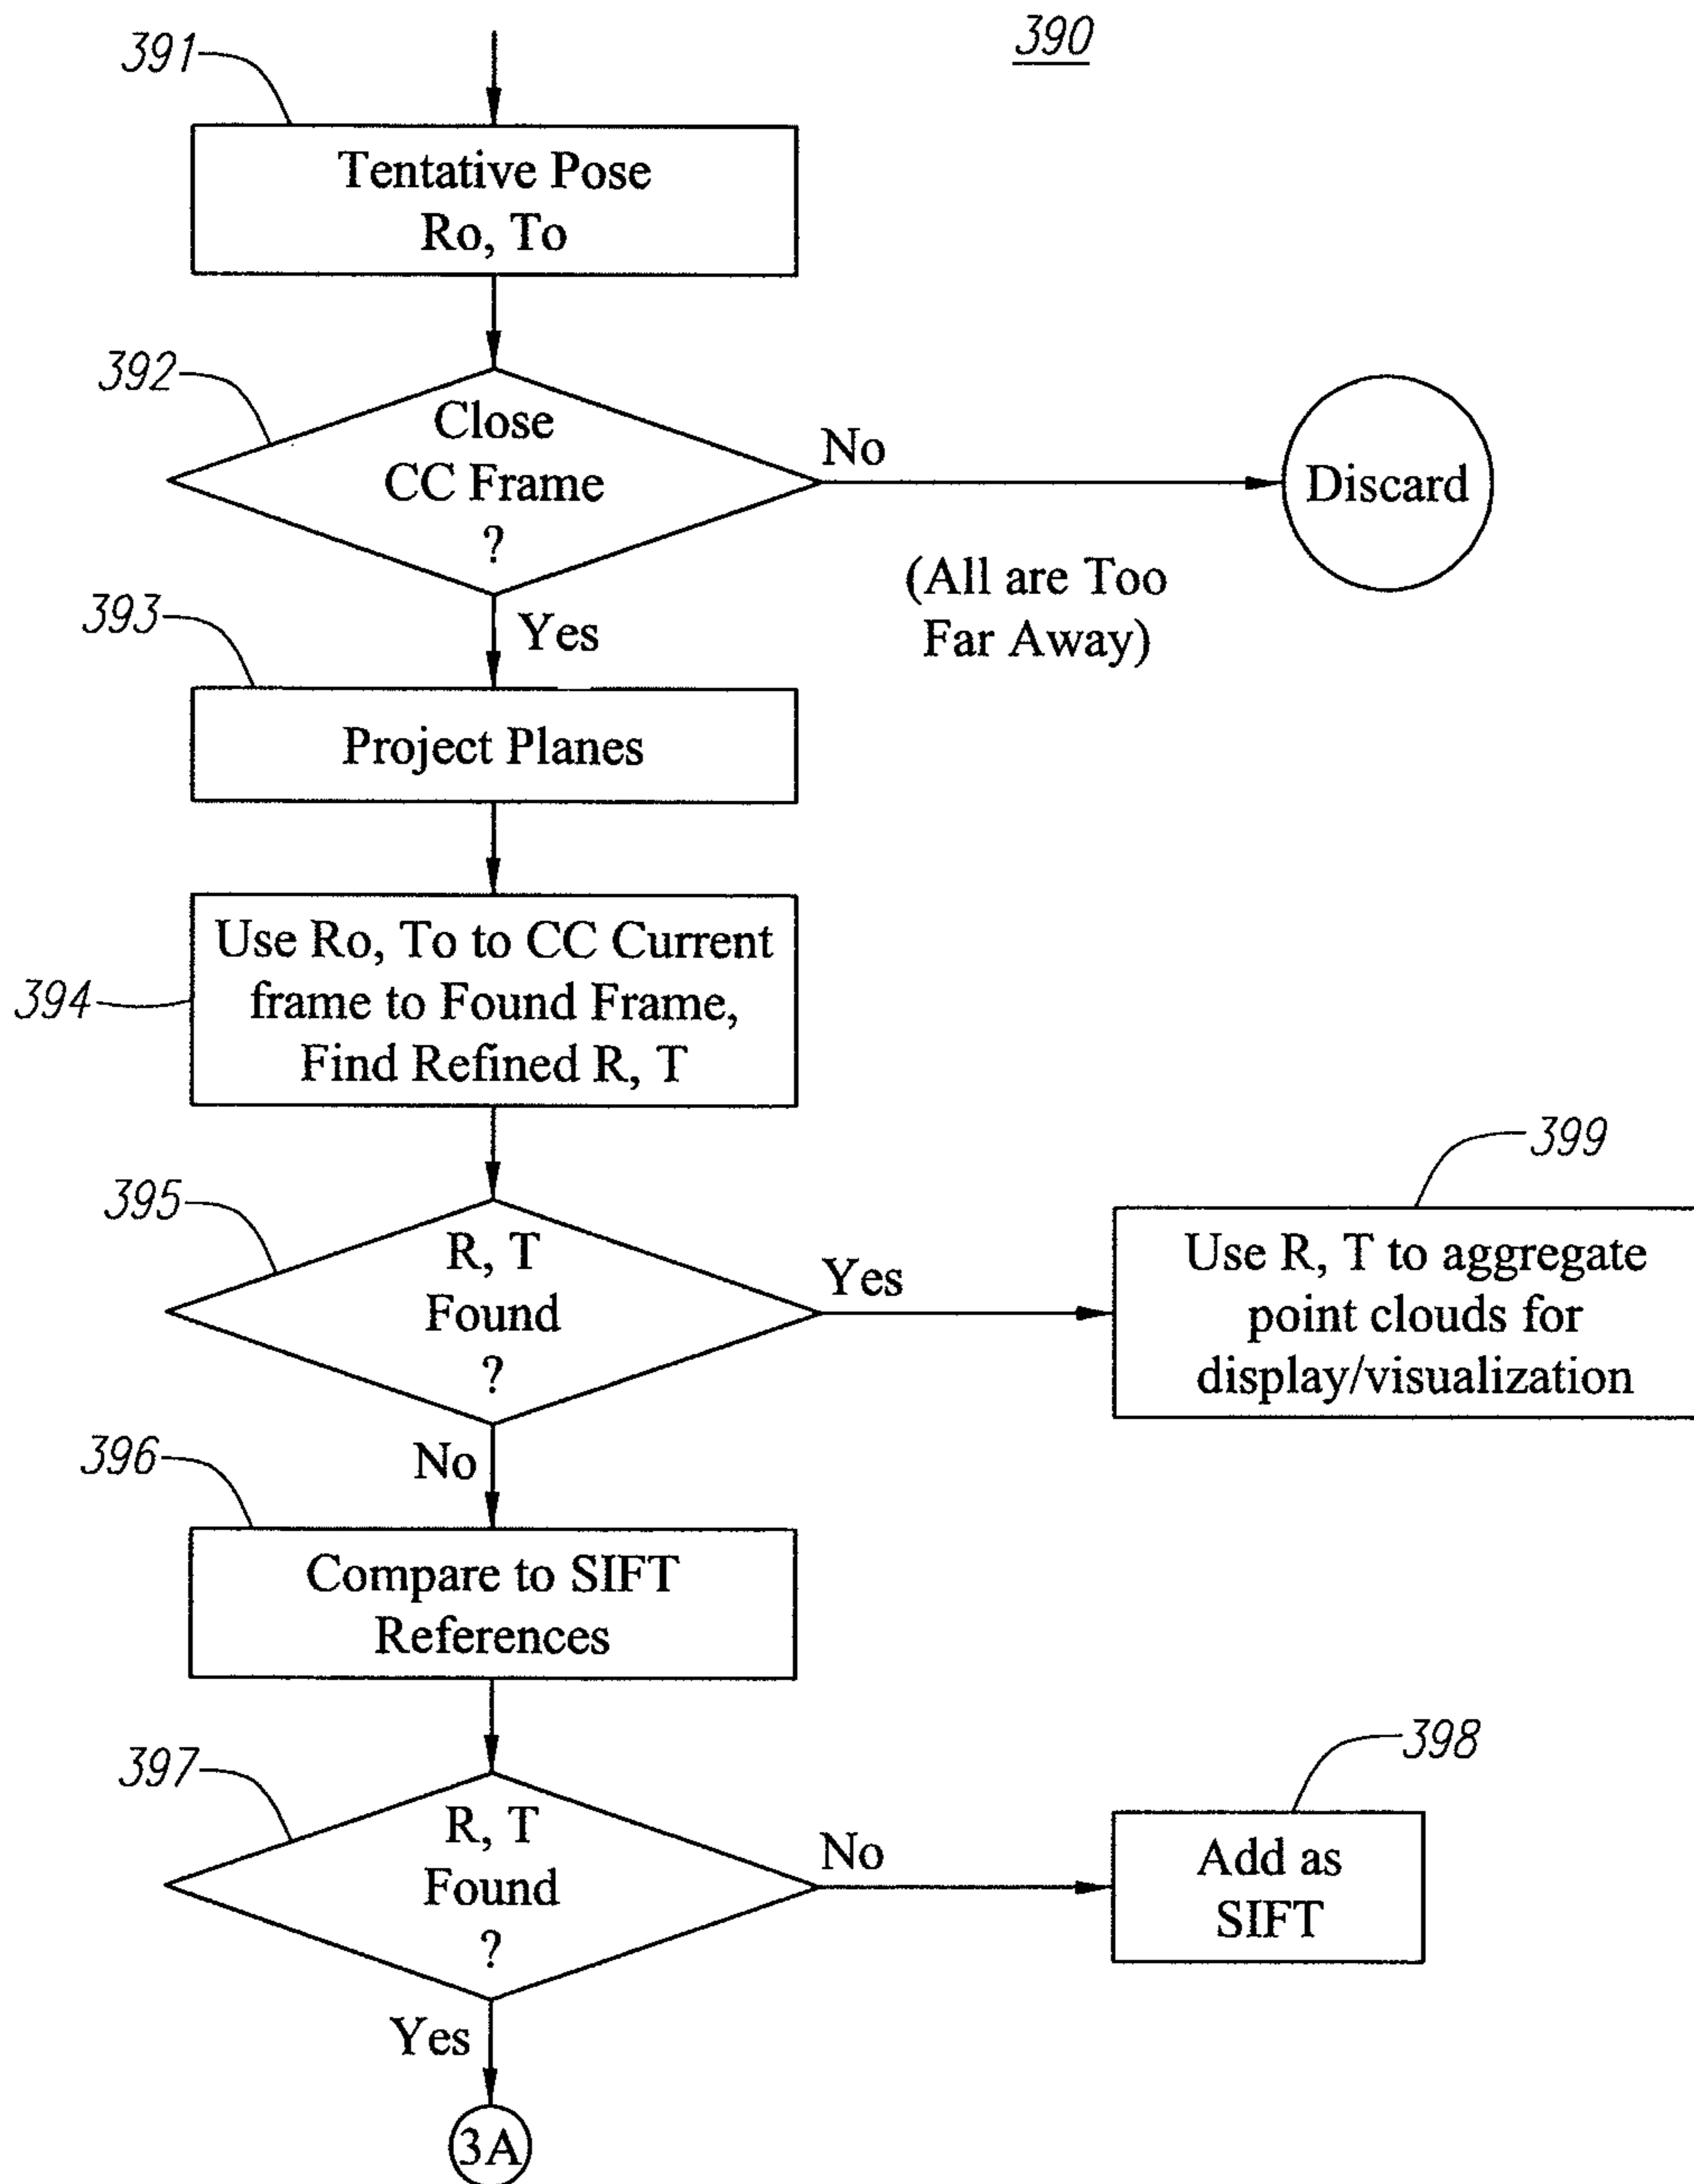 390
391
Tentative Pose
Ro, To
392
Close
CC Frame
?
No
Discard
(All are Too
Far Away)
Yes
393
Project Planes
394
Use Ro, To to CC Current
frame to Found Frame,
Find Refined R, T
395
R, T
Found
?
Yes
399
Use R, T to aggregate
point clouds for
display/visualization
No
396
Compare to SIFT
References
397
R, T
Found
?
No
398
Add as
SIFT
Yes
3A